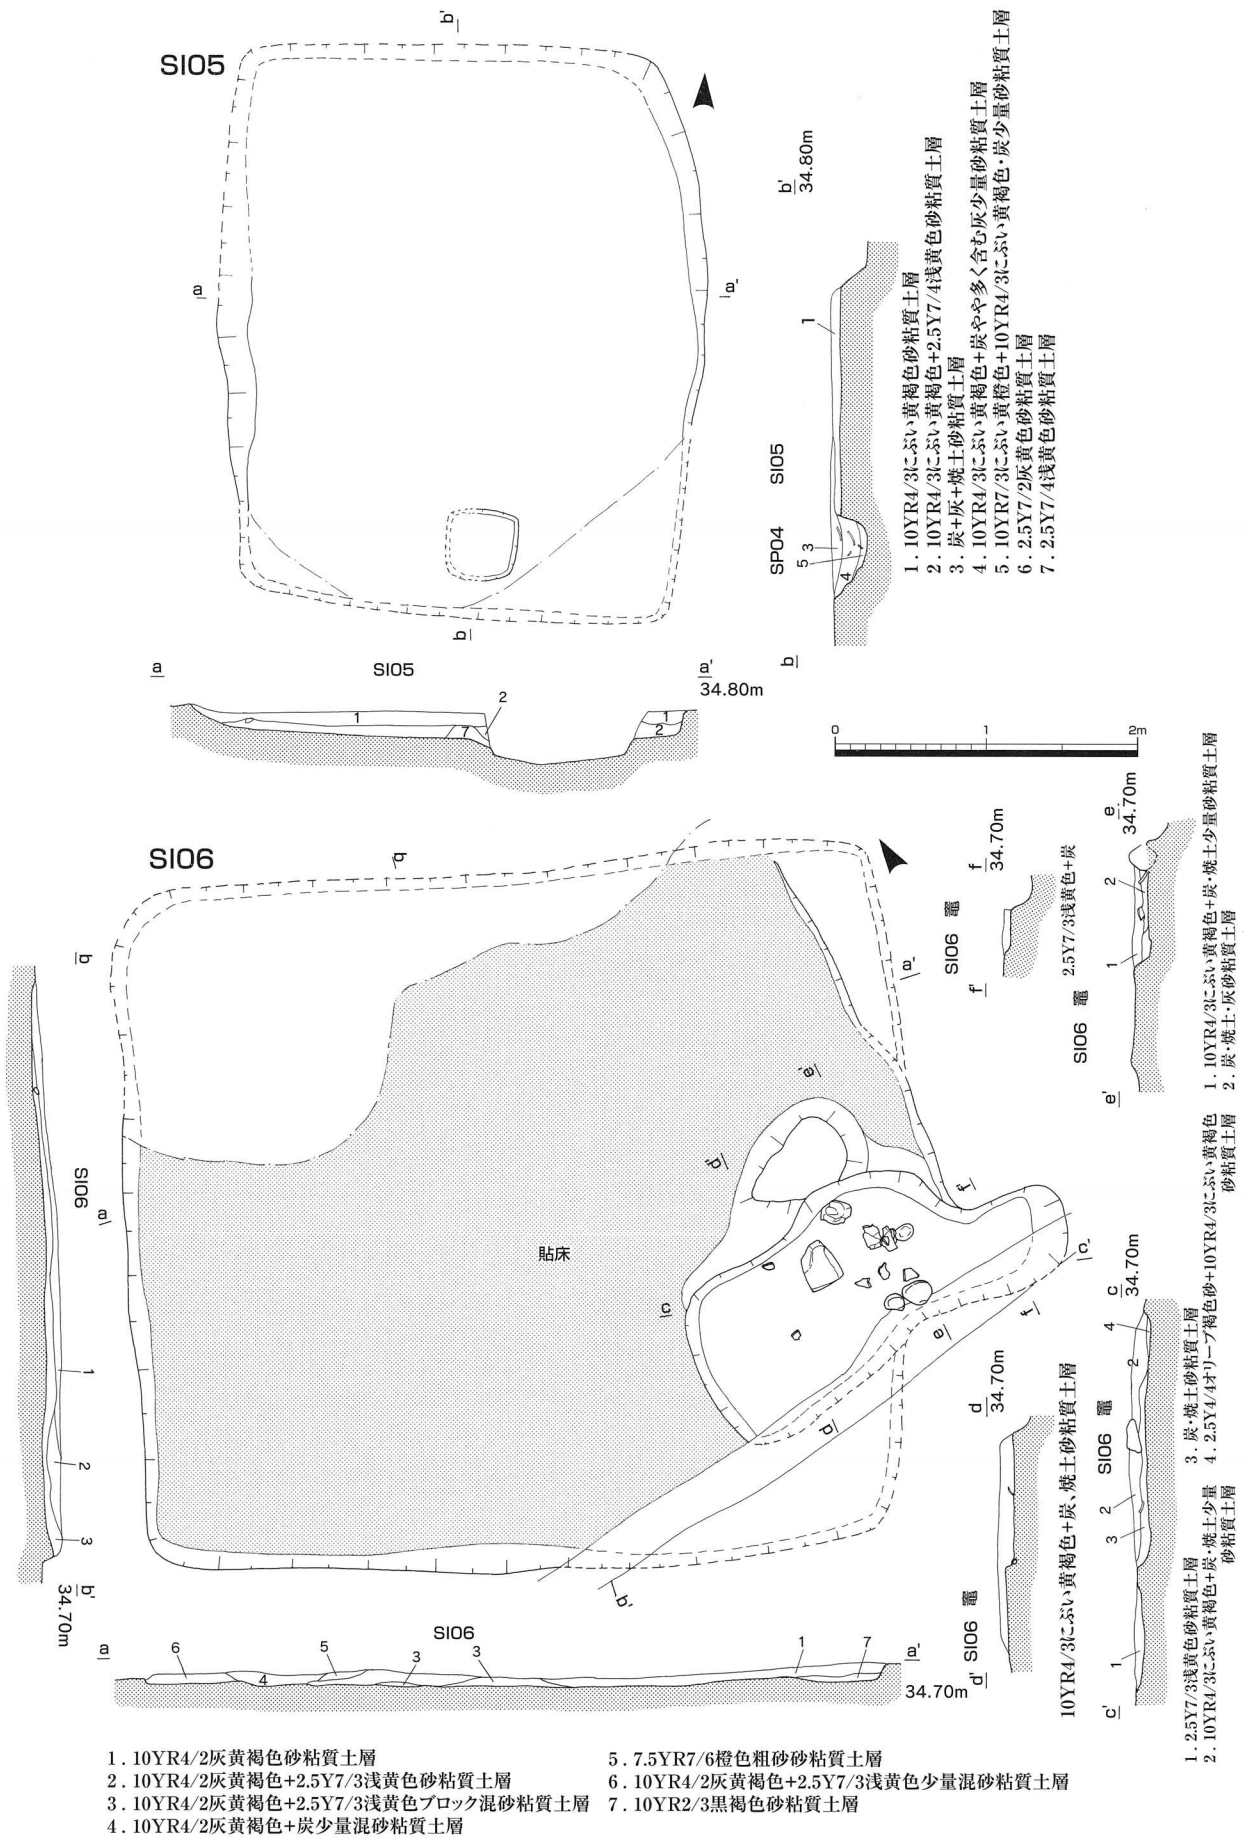 SI05
b'
a
a'
b
b'
34.80m
1
SI05
SP04
3
5
4
b
1. 10YR4/3にぶい黄褐色砂粘質土層
2. 10YR4/3にぶい黄褐色+2.5Y7/4浅黄色砂粘質土層
3. 炭+灰+焼土砂粘質土層
4. 10YR4/3にぶい黄褐色+炭やや多く含む灰少量砂粘質土層
5. 10YR7/3にぶい黄橙色+10YR4/3にぶい黄褐色・炭少量砂粘質土層
6. 2.5Y7/2灰黄色砂粘質土層
7. 2.5Y7/4浅黄色砂粘質土層
a
SI05
a'
34.80m
1
2
7
1
2
0
1
2m
SI06
b
a'
e'
d'
f
a
貼床
c
c'
e
f'
d
b'
b
SI06
1
2
3
b'
34.70m
f
34.70m
SI06 竈
f'
2.5Y7/3浅黄色+炭
e
34.70m
2
1
SI06 竈
e'
1. 10YR4/3にぶい黄褐色+炭・焼土少量砂粘質土層
2. 炭・焼土・灰砂粘質土層
d
34.70m
SI06 竈
d'
10YR4/3にぶい黄褐色+炭、焼土砂粘質土層
c
34.70m
4
2
SI06 竈
2
3
1
c'
1. 2.5Y7/3浅黄色砂粘質土層
2. 10YR4/3にぶい黄褐色+炭・焼土少量
砂粘質土層
3. 炭・焼土砂粘質土層
4. 2.5Y4/4オリーブ褐色砂+10YR4/3にぶい黄褐色
砂粘質土層
a
SI06
a'
34.70m
6
5
4
3
3
1
7
1. 10YR4/2灰黄褐色砂粘質土層
2. 10YR4/2灰黄褐色+2.5Y7/3浅黄色砂粘質土層
3. 10YR4/2灰黄褐色+2.5Y7/3浅黄色ブロック混砂粘質土層
4. 10YR4/2灰黄褐色+炭少量混砂粘質土層
5. 7.5YR7/6橙色粗砂砂粘質土層
6. 10YR4/2灰黄褐色+2.5Y7/3浅黄色少量混砂粘質土層
7. 10YR2/3黒褐色砂粘質土層